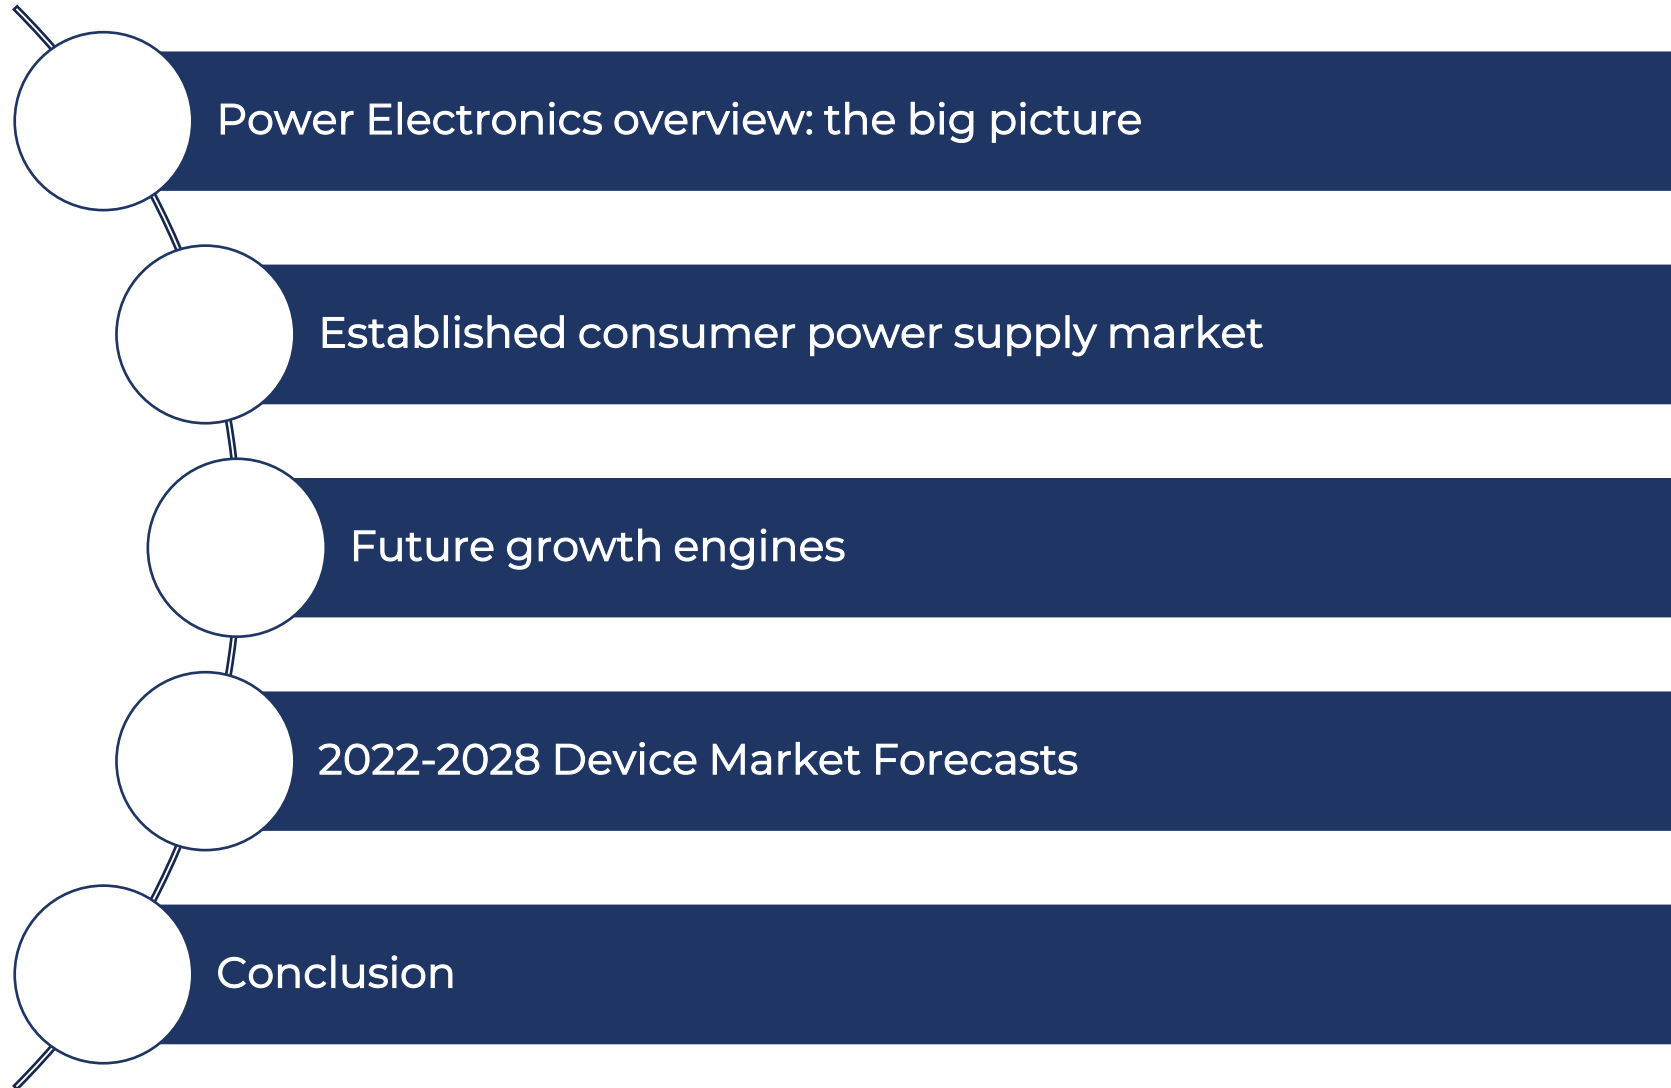 Power Electronics overview: the big picture
Established consumer power supply market
Future growth engines
2022-2028 Device Market Forecasts
Conclusion